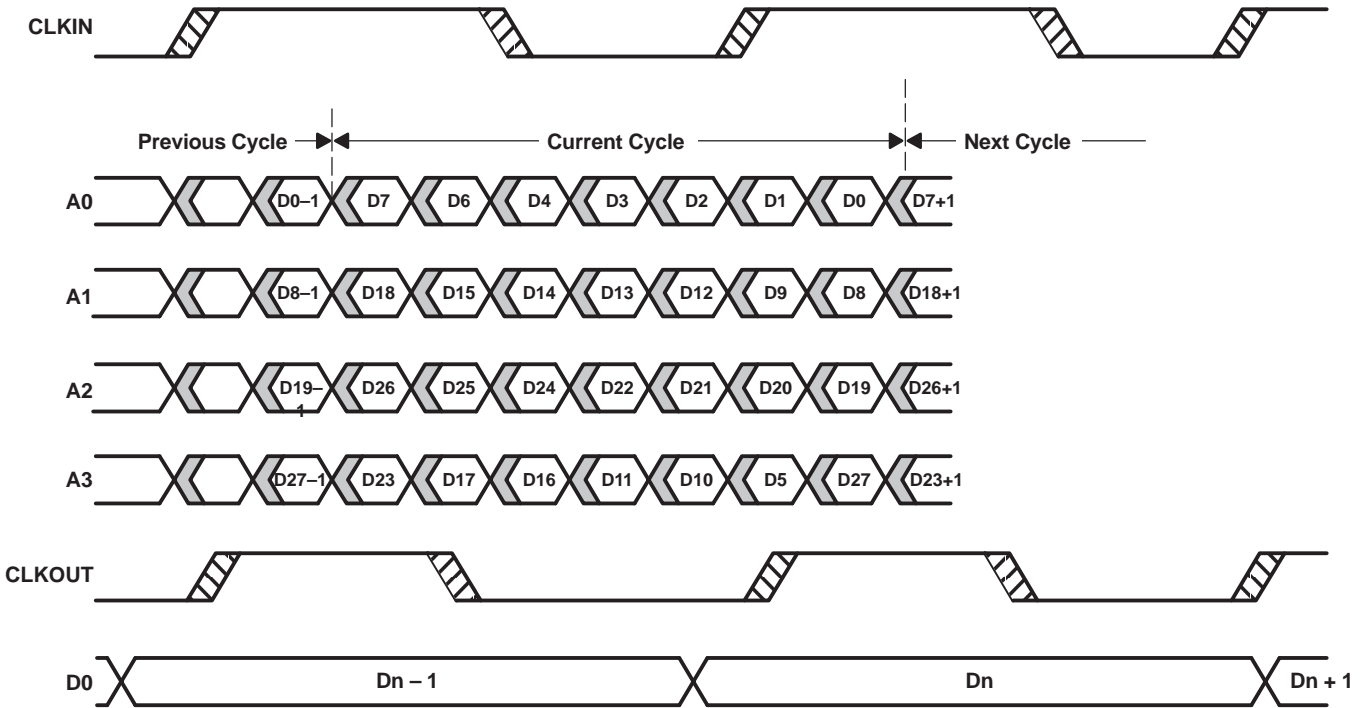 CLKIN
Previous Cycle Current Cycle Next Cycle
A0 D0–1 D7 D6 D4 D3 D2 D1 D0 D7+1
A1 D8–1 D18 D15 D14 D13 D12 D9 D8 D18+1
A2 D19– D26 D25 D24 D22 D21 D20 D19 D26+1
1
A3 D27–1 D23 D17 D16 D11 D10 D5 D27 D23+1
CLKOUT
D0 Dn – 1 Dn Dn + 1